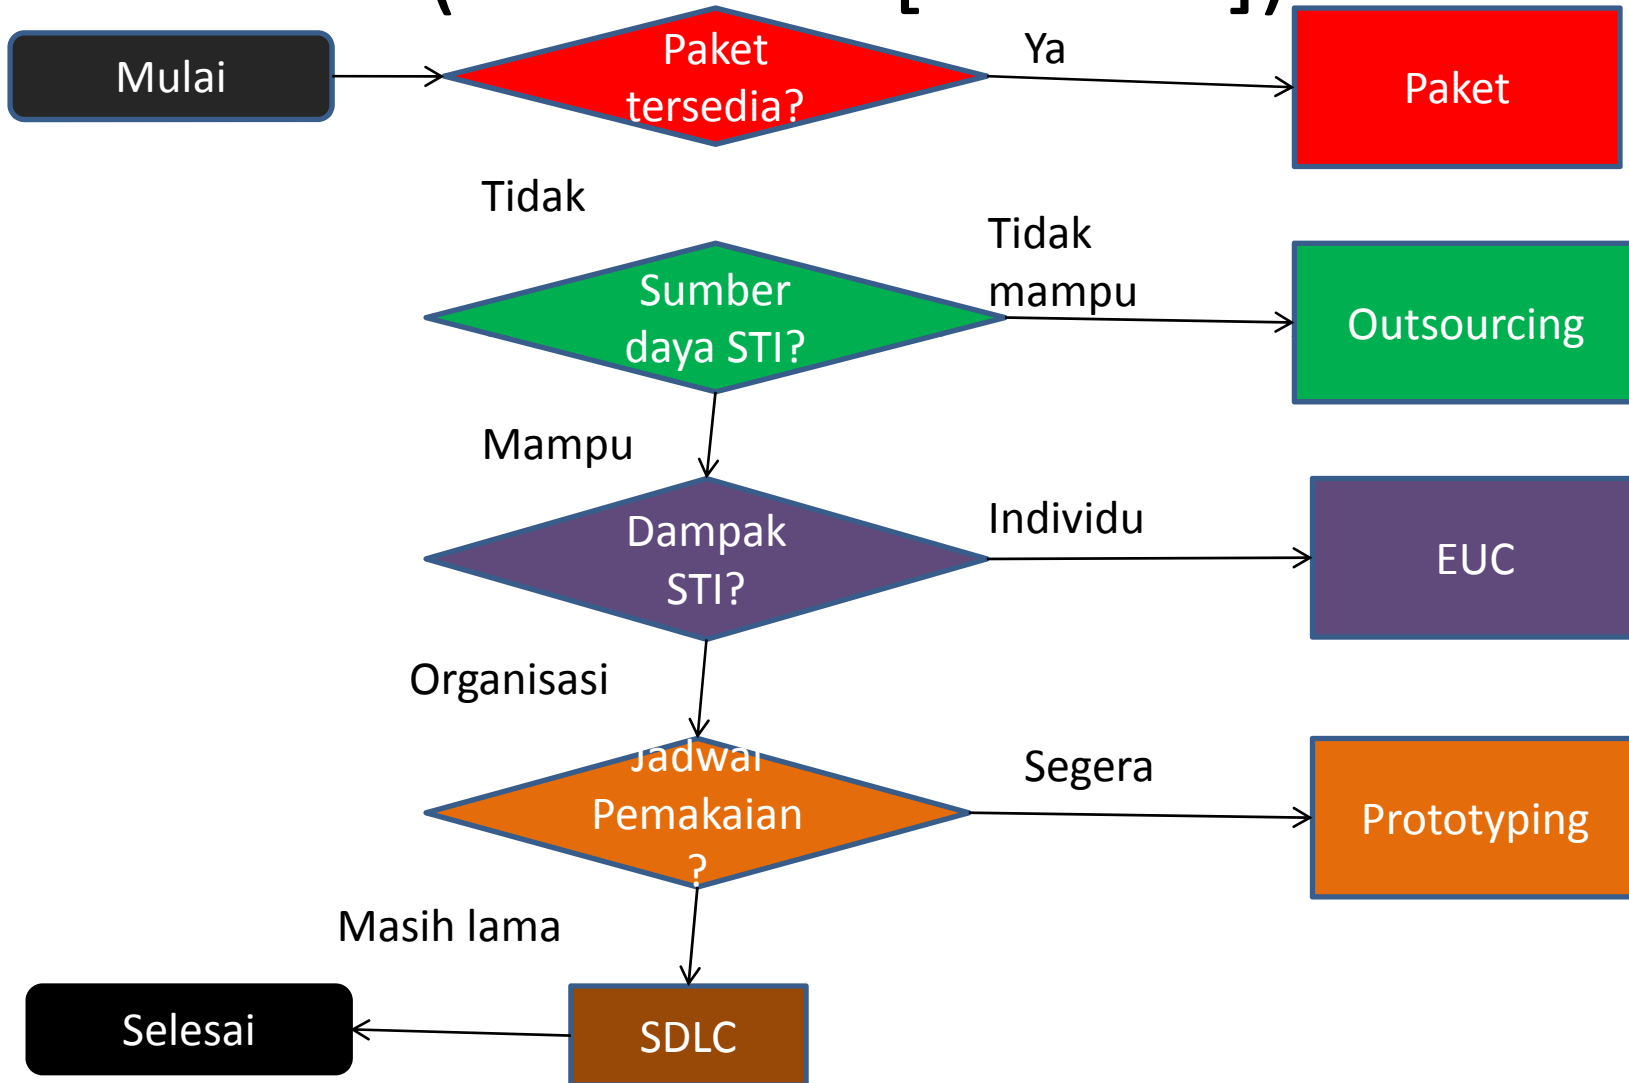 Mulai
Paket
tersedia?
Ya
Paket
Tidak
Sumber
daya STI?
Tidak
mampu
Outsourcing
Mampu
Dampak
STI?
Individu
EUC
Organisasi
Jadwal
Pemakaian
?
Segera
Prototyping
Masih lama
SDLC
Selesai